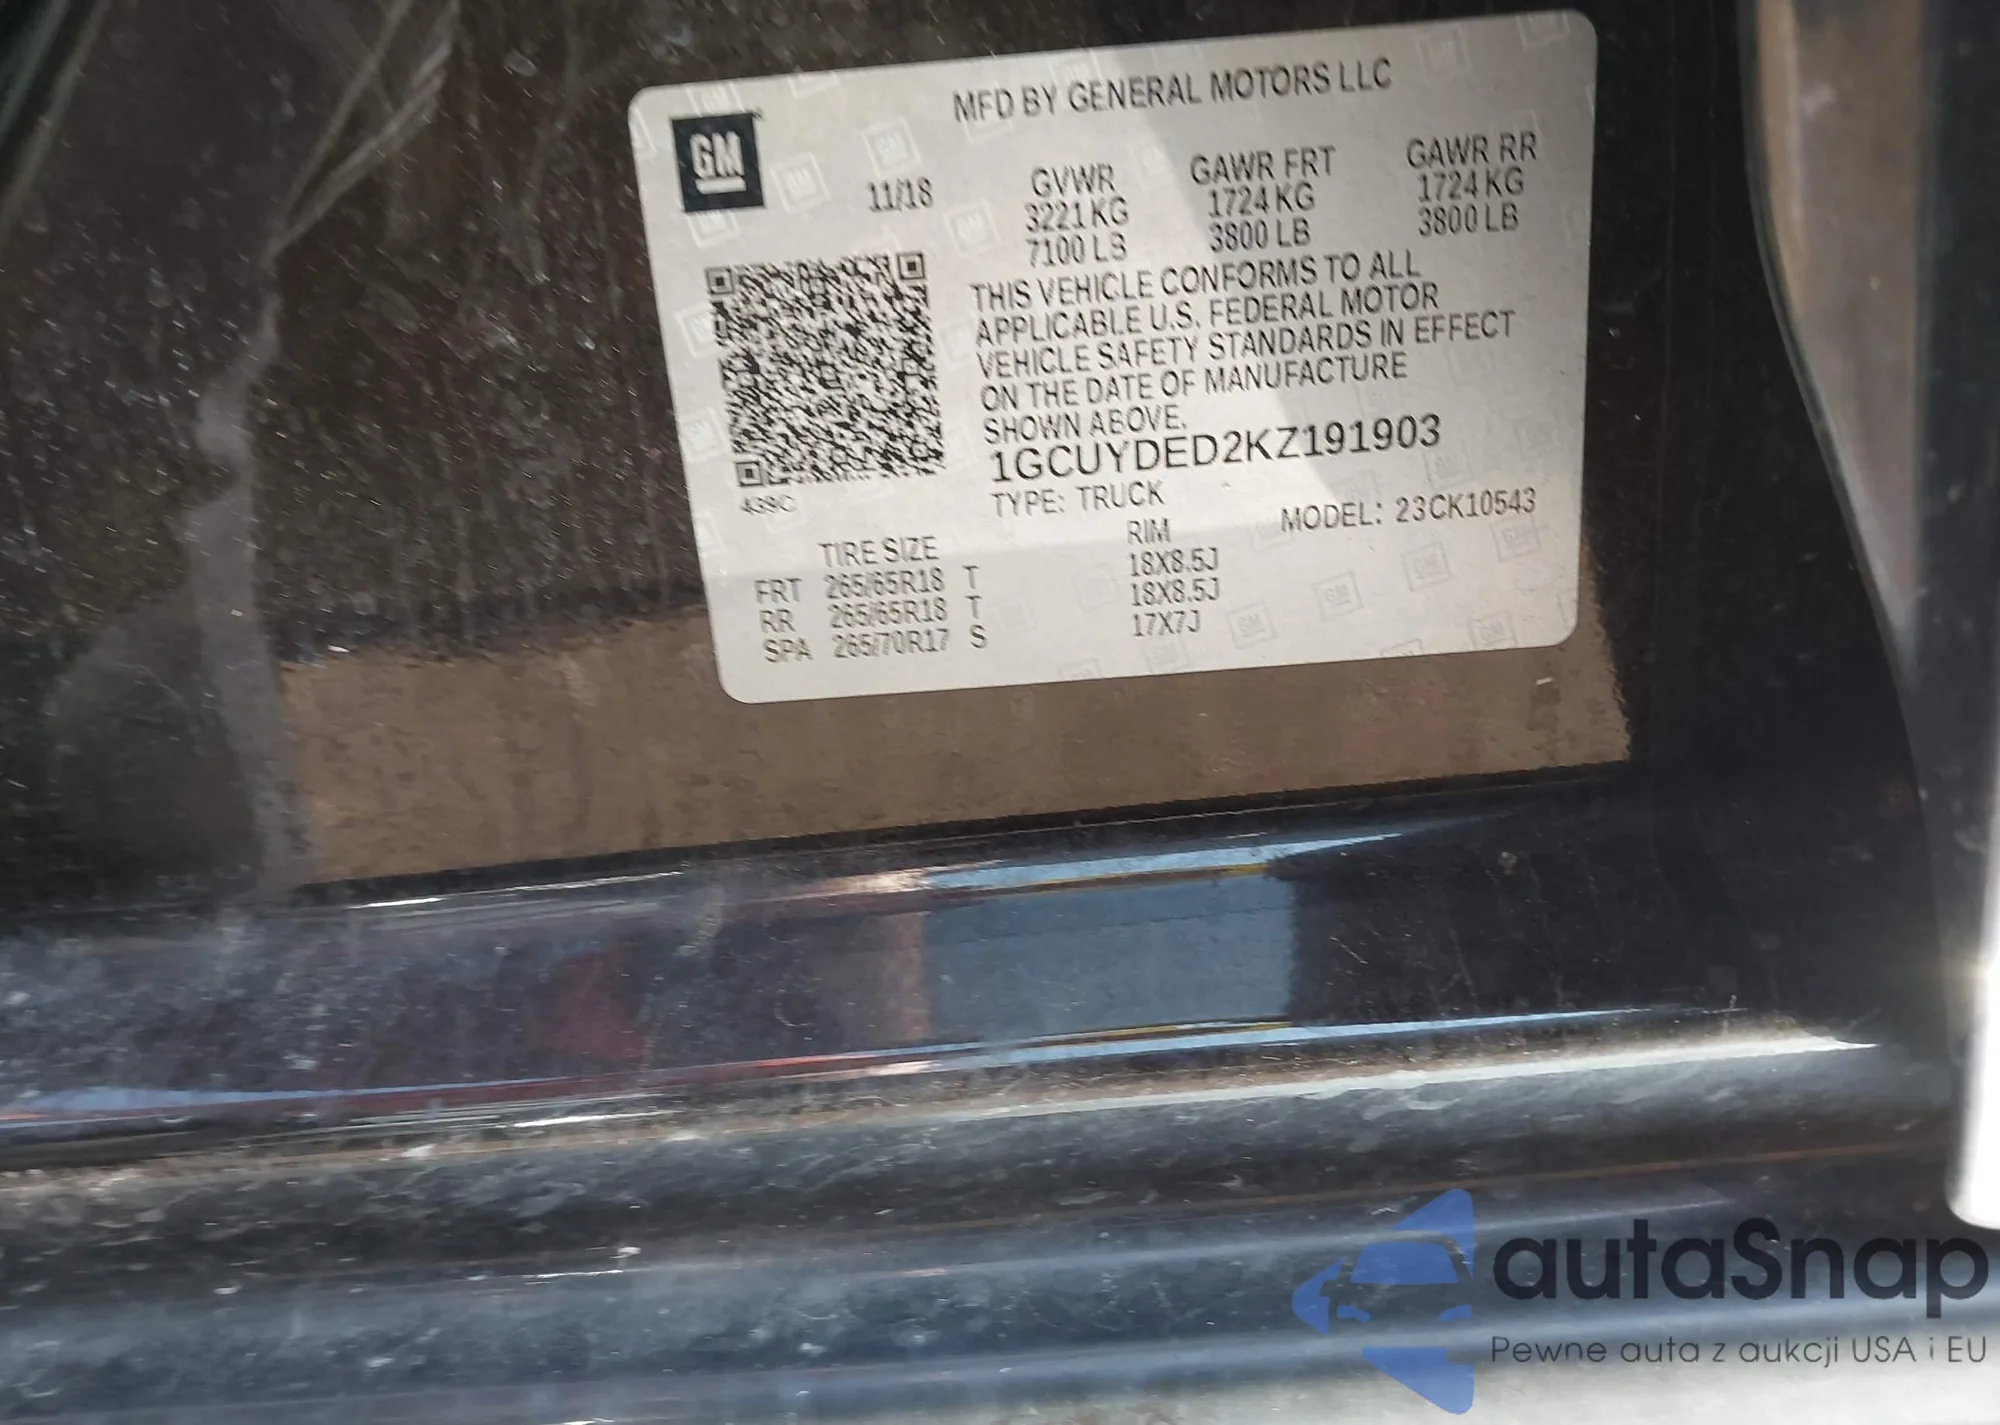 MFD BY GENERAL MOTORS LLC
GM
11/18
GVWR GAWR FRT GAWR RR
3221 KG 1724 KG 1724 KG
7100 LB 3800 LB 3800 LB
THIS VEHICLE CONFORMS TO ALL
APPLICABLE U.S. FEDERAL MOTOR
VEHICLE SAFETY STANDARDS IN EFFECT
ON THE DATE OF MANUFACTURE
SHOWN ABOVE.
1GCUYDED2KZ191903
TYPE: TRUCK MODEL: 23CK10543
TIRE SIZE RIM
FRT 265/65R18 T 18X8.5J
RR 265/65R18 T 18X8.5J
SPA 265/70R17 S 17X7J
autaSnap
Pewne auta z aukcji USA i EU